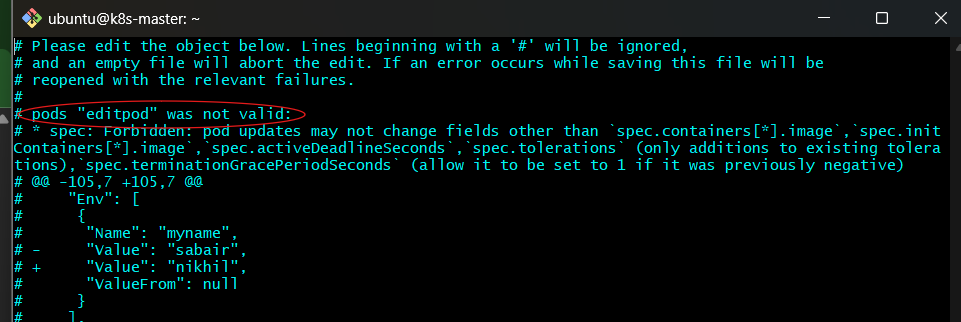 ubuntu@k8s-master: ~
# Please edit the object below. Lines beginning with a '#' will be ignored,
# and an empty file will abort the edit. If an error occurs while saving this file will be
# reopened with the relevant failures.
#
# pods "editpod" was not valid:
# * spec: Forbidden: pod updates may not change fields other than `spec.containers[*].image`,`spec.init
Containers[*].image`,`spec.activeDeadlineSeconds`,`spec.tolerations` (only additions to existing tolera
tions),`spec.terminationGracePeriodSeconds` (allow it to be set to 1 if it was previously negative)
# @@ -105,7 +105,7 @@
#     "Env": [
#      {
#       "Name": "myname",
# -     "Value": "sabair",
# +     "Value": "nikhil",
#       "ValueFrom": null
#      }
#     ],